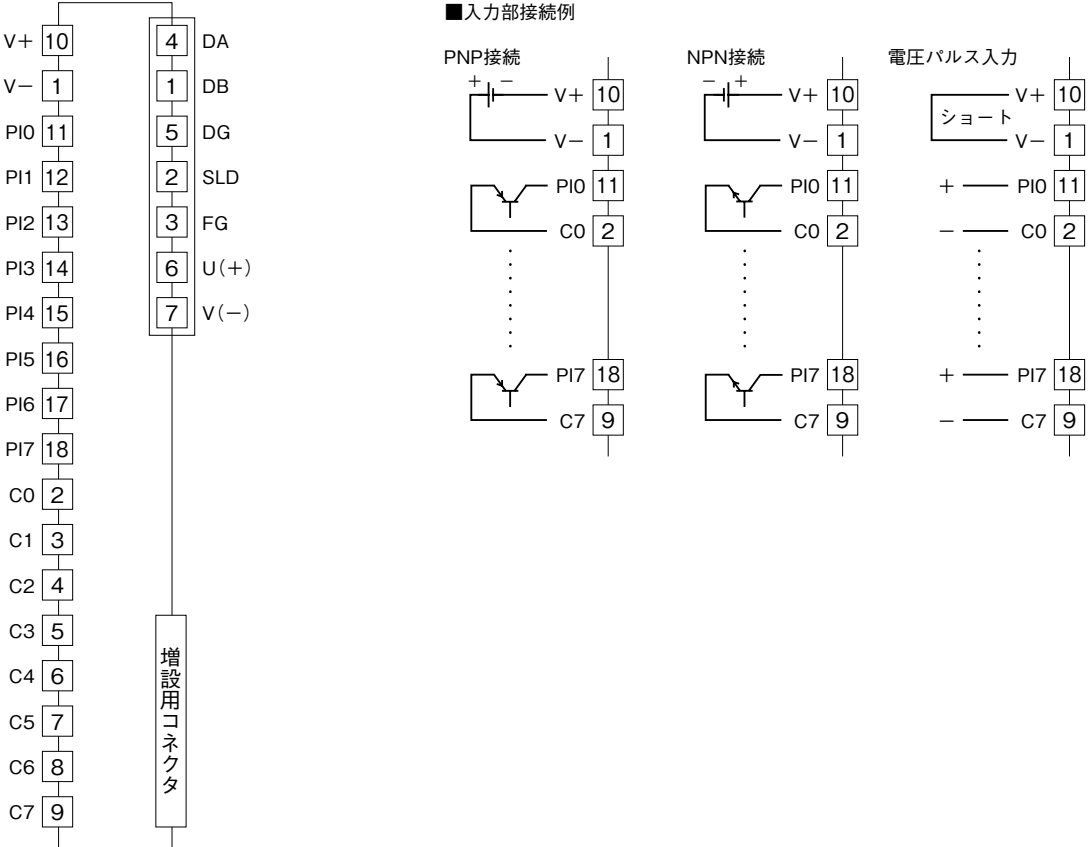 V+ 10
V− 1
PI0 11
PI1 12
PI2 13
PI3 14
PI4 15
PI5 16
PI6 17
PI7 18
C0 2
C1 3
C2 4
C3 5
C4 6
C5 7
C6 8
C7 9
4 DA
1 DB
5 DG
2 SLD
3 FG
6 U(+)
7 V(−)
増設用コネクタ
■入力部接続例
PNP接続
+ −
V+ 10
V− 1
PI0 11
C0 2
PI7 18
C7 9
NPN接続
− +
V+ 10
V− 1
PI0 11
C0 2
PI7 18
C7 9
電圧パルス入力
V+ 10
ショート
V− 1
+ PI0 11
− C0 2
+ PI7 18
− C7 9